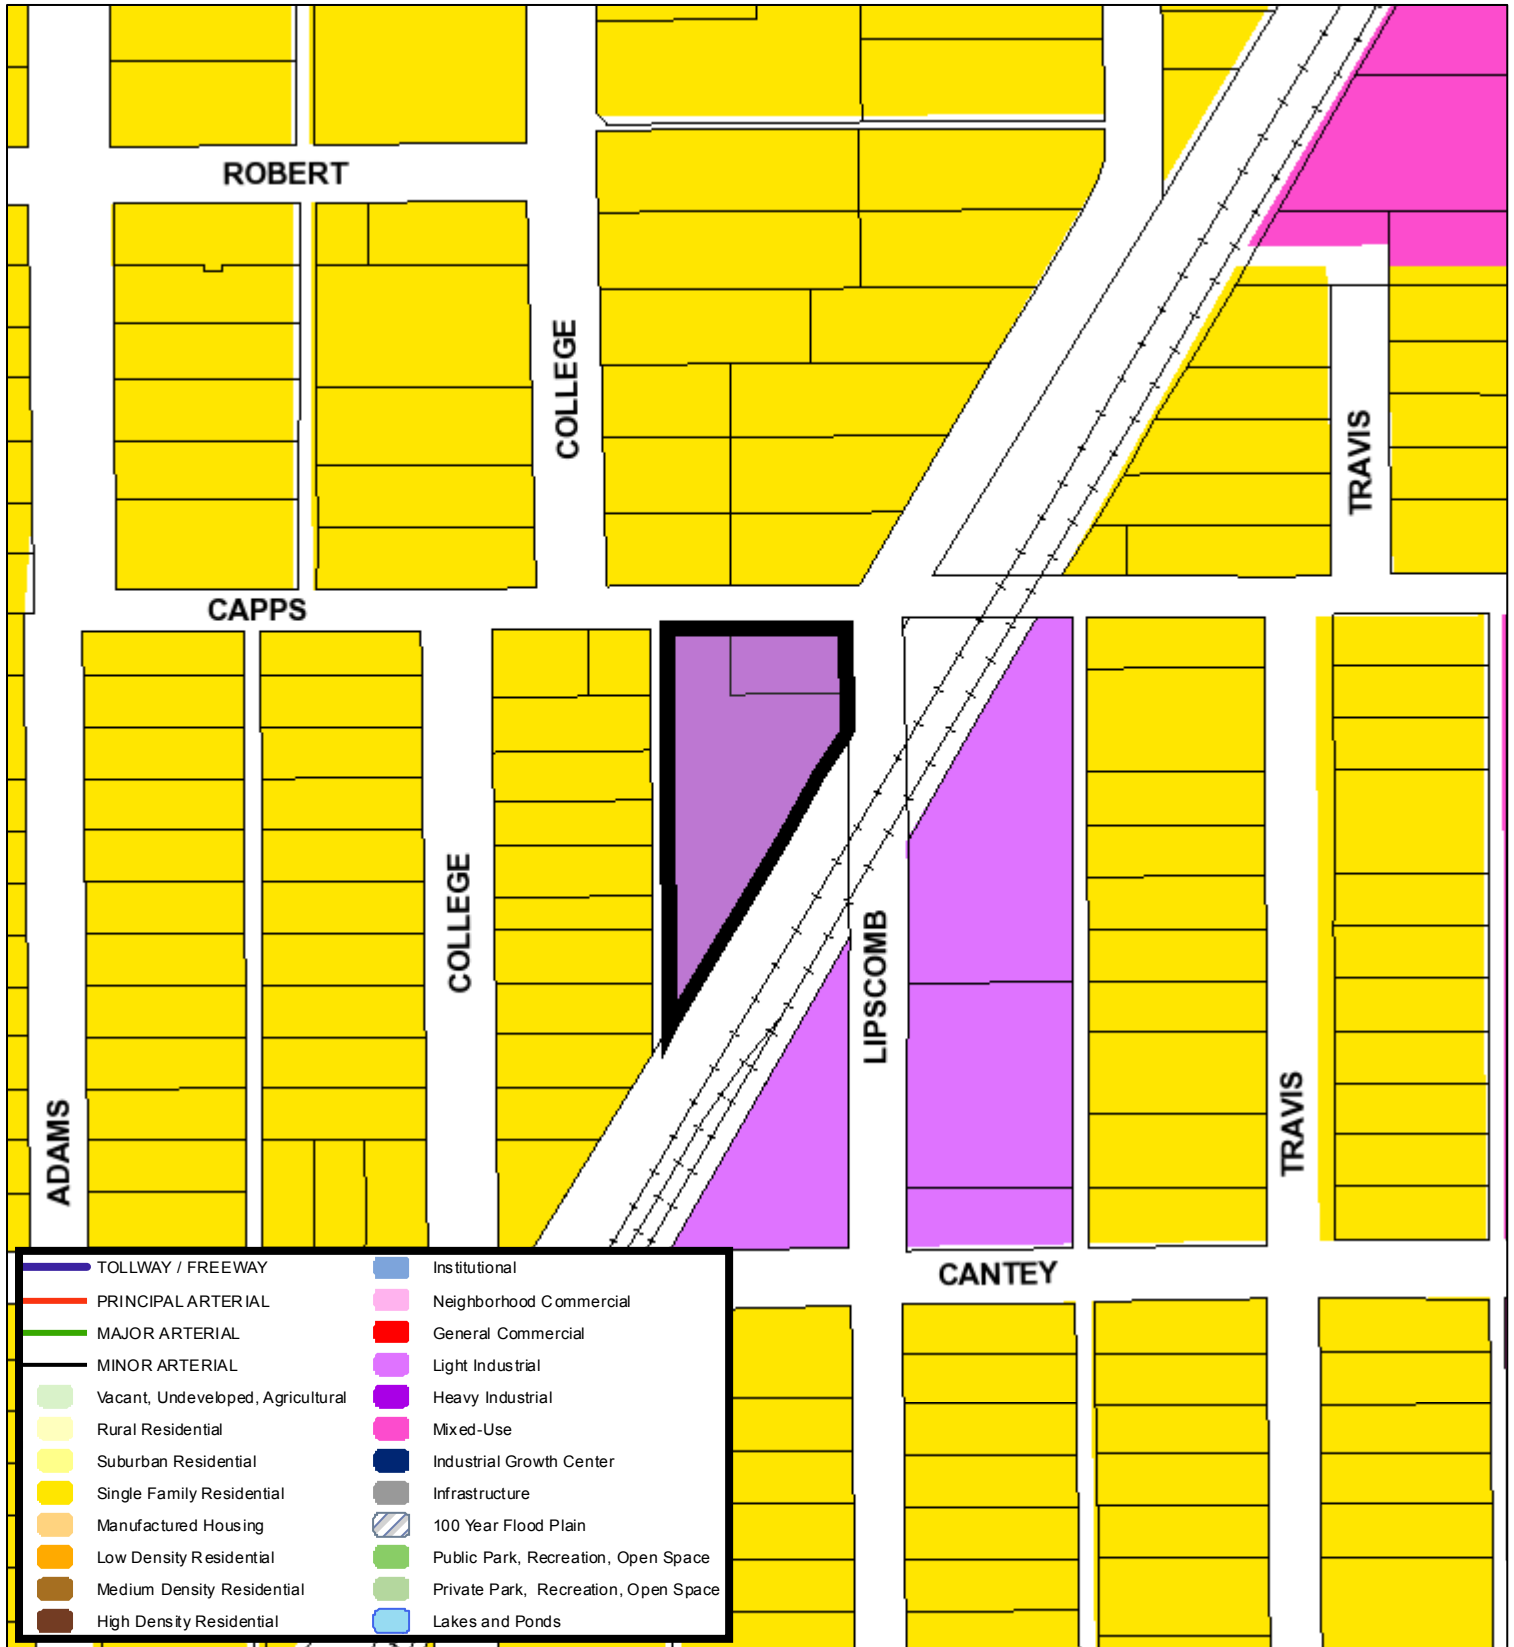 ROBERT
COLLEGE
TRAVIS
CAPPS
COLLEGE
LIPSCOMB
ADAMS
TRAVIS
CANTEY
TOLLWAY / FREEWAY
PRINCIPAL ARTERIAL
MAJOR ARTERIAL
MINOR ARTERIAL
Vacant, Undeveloped, Agricultural
Rural Residential
Suburban Residential
Single Family Residential
Manufactured Housing
Low Density Residential
Medium Density Residential
High Density Residential
Institutional
Neighborhood Commercial
General Commercial
Light Industrial
Heavy Industrial
Mixed-Use
Industrial Growth Center
Infrastructure
100 Year Flood Plain
Public Park, Recreation, Open Space
Private Park, Recreation, Open Space
Lakes and Ponds